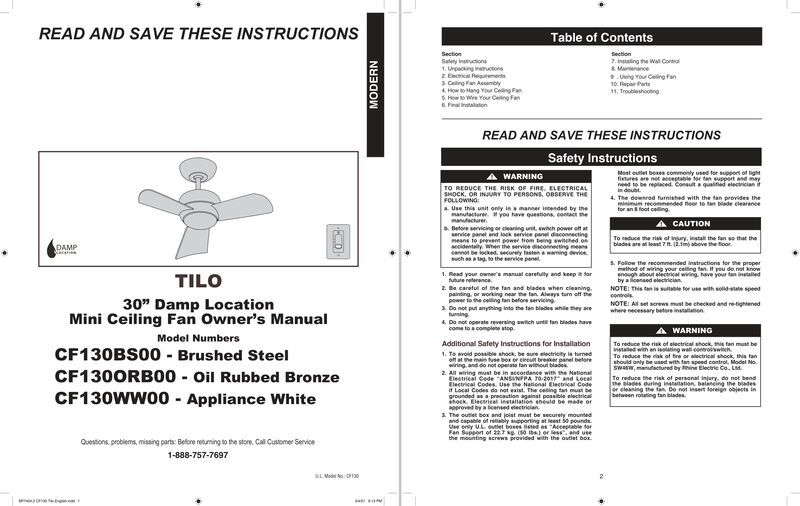 READ AND SAVE THESE INSTRUCTIONS
MODERN
DAMP
LOCATION
TILO
30” Damp Location
Mini Ceiling Fan Owner’s Manual
Model Numbers
CF130BS00 - Brushed Steel
CF130ORB00 - Oil Rubbed Bronze
CF130WW00 - Appliance White
Questions, problems, missing parts: Before returning to the store, Call Customer Service
1-888-757-7697
U.L. Model No.: CF130
BP7404-3 CF130 Tilo English.indd 1
5/4/21 6:13 PM
Table of Contents
Section
Safety Instructions
1. Unpacking Instructions
2. Electrical Requirements
3. Ceiling Fan Assembly
4. How to Hang Your Ceiling Fan
5. How to Wire Your Ceiling Fan
6. Final Installation
Section
7. Installing the Wall Control
8. Maintenance
9 . Using Your Ceiling Fan
10. Repair Parts
11. Troubleshooting
READ AND SAVE THESE INSTRUCTIONS
Safety Instructions
WARNING
TO REDUCE THE RISK OF FIRE, ELECTRICAL
SHOCK, OR INJURY TO PERSONS, OBSERVE THE
FOLLOWING:
a. Use this unit only in a manner intended by the
manufacturer. If you have questions, contact the
manufacturer.
b. Before servicing or cleaning unit, switch power off at
service panel and lock service panel disconnecting
means to prevent power from being switched on
accidentally. When the service disconnecting means
cannot be locked, securely fasten a warning device,
such as a tag, to the service panel.
1. Read your owner’s manual carefully and keep it for
future reference.
2. Be careful of the fan and blades when cleaning,
painting, or working near the fan. Always turn off the
power to the ceiling fan before servicing.
3. Do not put anything into the fan blades while they are
turning.
4. Do not operate reversing switch until fan blades have
come to a complete stop.
Additional Safety Instructions for Installation
1. To avoid possible shock, be sure electricity is turned
off at the main fuse box or circuit breaker panel before
wiring, and do not operate fan without blades.
2. All wiring must be in accordance with the National
Electrical Code “ANSI/NFPA 70-2017” and Local
Electrical Codes. Use the National Electrical Code
if Local Codes do not exist. The ceiling fan must be
grounded as a precaution against possible electrical
shock. Electrical installation should be made or
approved by a licensed electrician.
3. The outlet box and joist must be securely mounted
and capable of reliably supporting at least 50 pounds.
Use only U.L. outlet boxes listed as “Acceptable for
Fan Support of 22.7 kg. (50 lbs.) or less”, and use
the mounting screws provided with the outlet box.
Most outlet boxes commonly used for support of light
fixtures are not acceptable for fan support and may
need to be replaced. Consult a qualified electrician if
in doubt.
4. The downrod furnished with the fan provides the
minimum recommended floor to fan blade clearance
for an 8 foot ceiling.
CAUTION
To reduce the risk of injury, install the fan so that the
blades are at least 7 ft. (2.1m) above the floor.
5. Follow the recommended instructions for the proper
method of wiring your ceiling fan. If you do not know
enough about electrical wiring, have your fan installed
by a licensed electrician.
NOTE: This fan is suitable for use with solid-state speed
controls.
NOTE: All set screws must be checked and re-tightened
where necessary before installation.
WARNING
To reduce the risk of electrical shock, this fan must be
installed with an isolating wall control/switch.
To reduce the risk of fire or electrical shock, this fan
should only be used with fan speed control, Model No.
SW46W, manufactured by Rhine Electric Co., Ltd.
To reduce the risk of personal injury, do not bend
the blades during installation, balancing the blades
or cleaning the fan. Do not insert foreign objects in
between rotating fan blades.
2